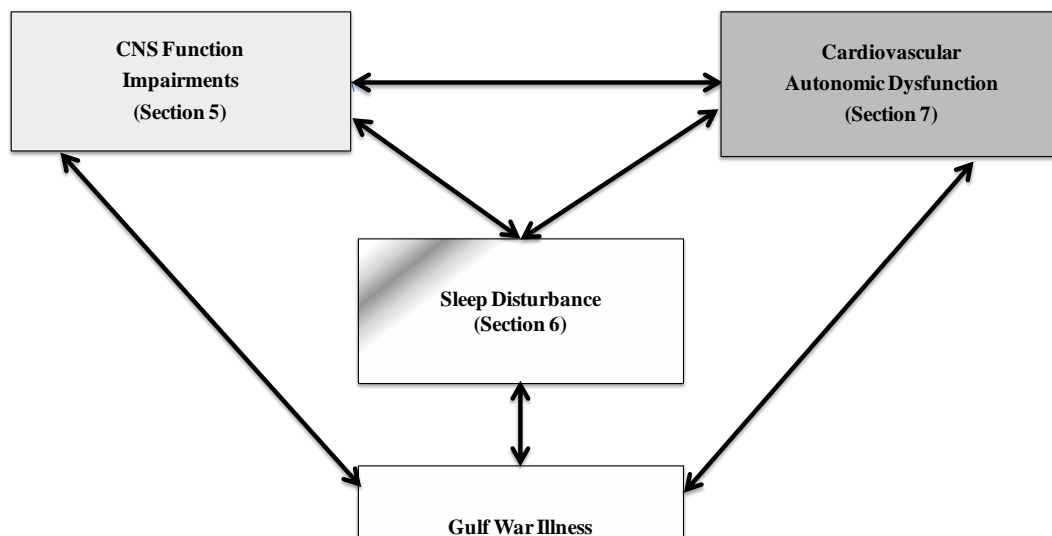 CNS Function
Impairments
(Section 5)
Cardiovascular
Autonomic Dysfunction
(Section 7)
Sleep Disturbance
(Section 6)
Gulf War Illness